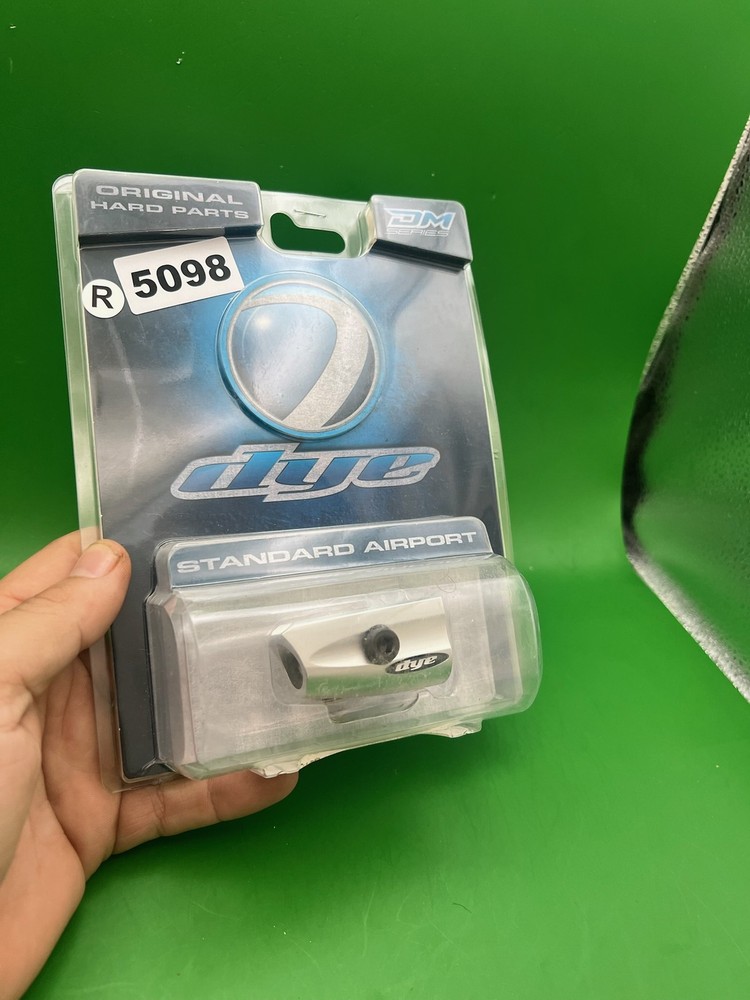 ORIGINAL
HARD PARTS
DM
SERIES
R
5098
dye
STANDARD AIRPORT
dye